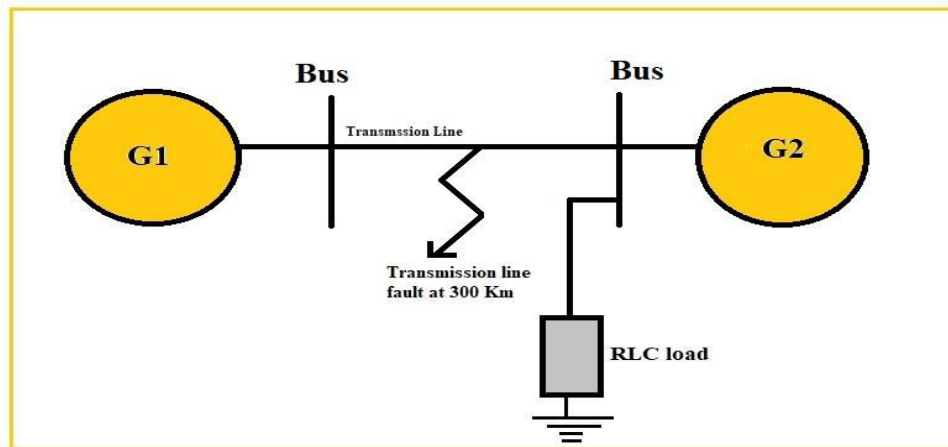 Bus
Bus
G1
Transmssion Line
G2
Transmission line
fault at 300 Km
RLC load